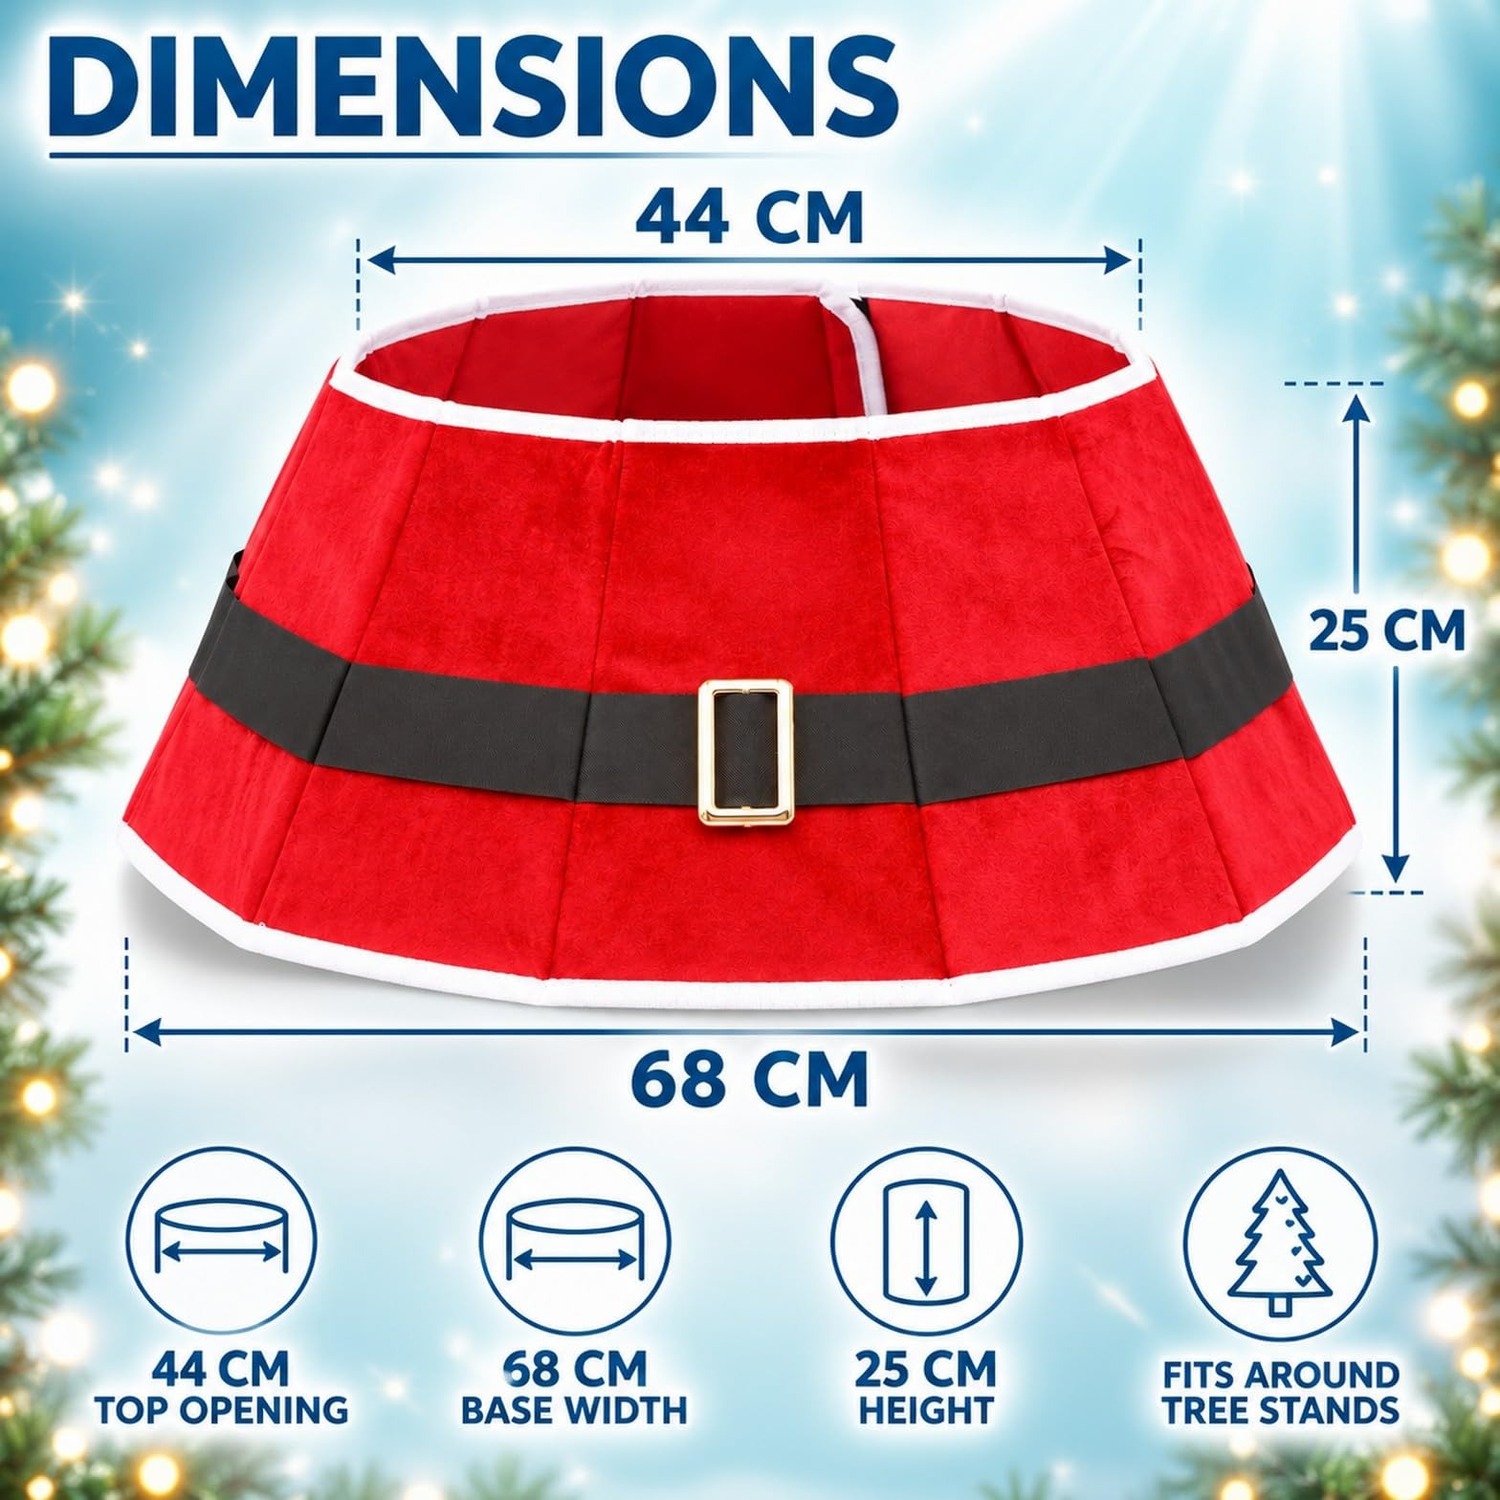 DIMENSIONS
44 CM
25 CM
68 CM
44 CM
TOP OPENING
68 CM
BASE WIDTH
25 CM
HEIGHT
FITS AROUND
TREE STANDS